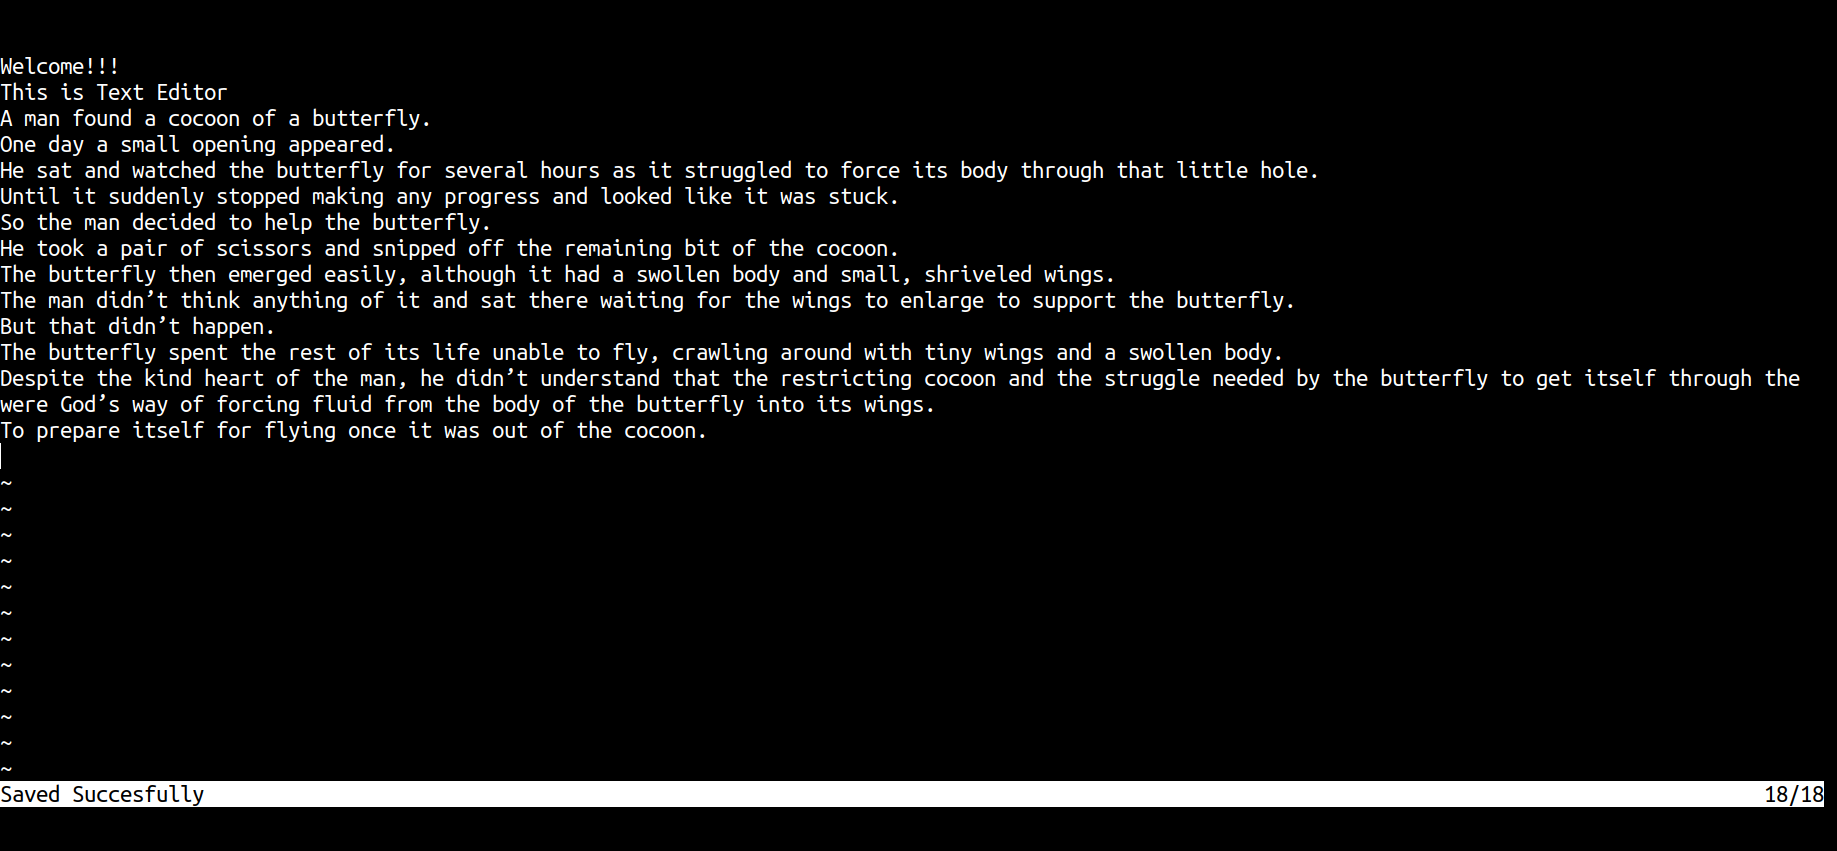 Welcome!!!
This is Text Editor
A man found a cocoon of a butterfly.
One day a small opening appeared.
He sat and watched the butterfly for several hours as it struggled to force its body through that little hole.
Until it suddenly stopped making any progress and looked like it was stuck.
So the man decided to help the butterfly.
He took a pair of scissors and snipped off the remaining bit of the cocoon.
The butterfly then emerged easily, although it had a swollen body and small, shriveled wings.
The man didn’t think anything of it and sat there waiting for the wings to enlarge to support the butterfly.
But that didn’t happen.
The butterfly spent the rest of its life unable to fly, crawling around with tiny wings and a swollen body.
Despite the kind heart of the man, he didn’t understand that the restricting cocoon and the struggle needed by the butterfly to get itself through the
were God’s way of forcing fluid from the body of the butterfly into its wings.
To prepare itself for flying once it was out of the cocoon.
~
~
~
~
~
~
~
~
~
~
~
~
Saved Succesfully 18/18